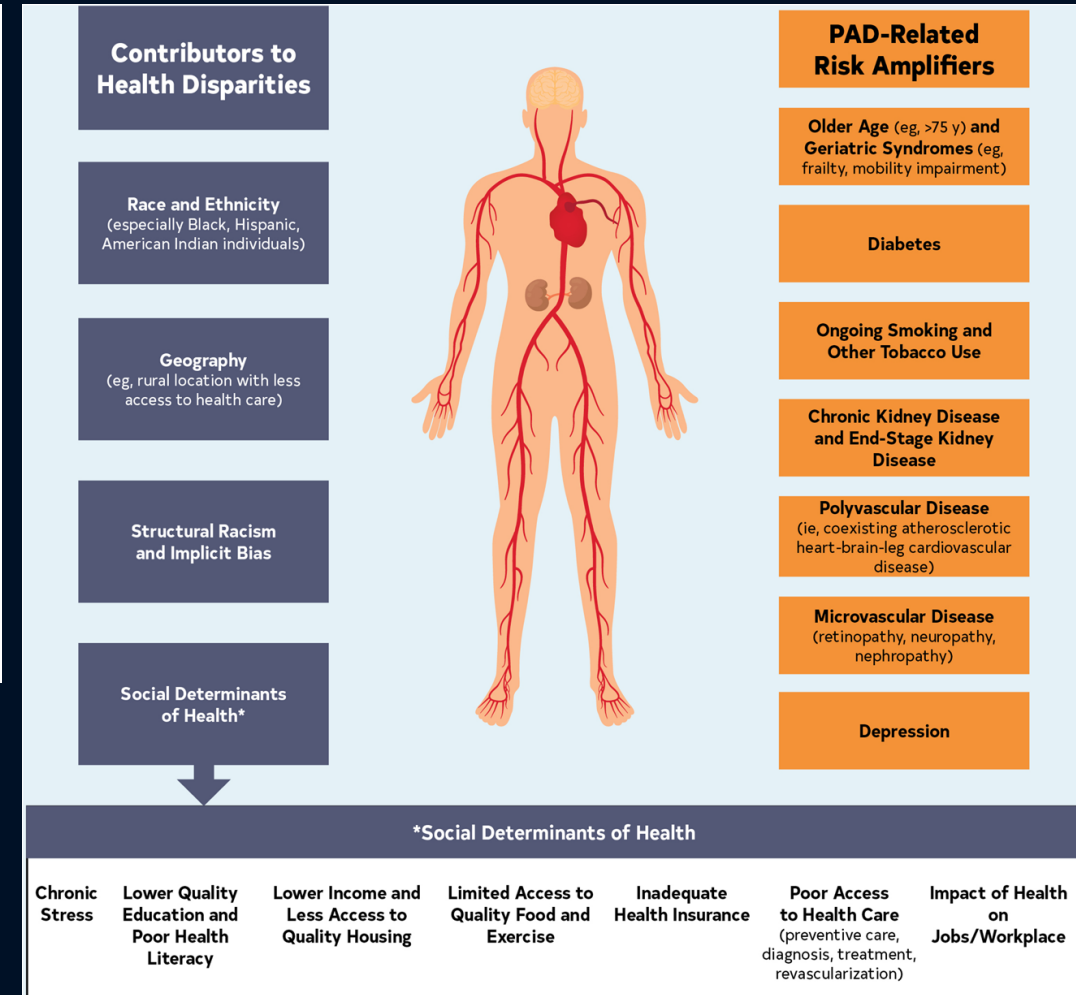 Contributors to
Health Disparities
Race and Ethnicity
(especially Black, Hispanic,
American Indian individuals)
Geography
(eg, rural location with less
access to health care)
Structural Racism
and Implicit Bias
Social Determinants
of Health*
PAD-Related
Risk Amplifiers
Older Age (eg, >75 y) and
Geriatric Syndromes (eg,
frailty, mobility impairment)
Diabetes
Ongoing Smoking and
Other Tobacco Use
Chronic Kidney Disease
and End-Stage Kidney
Disease
Polyvascular Disease
(ie, coexisting atherosclerotic
heart-brain-leg cardiovascular
disease)
Microvascular Disease
(retinopathy, neuropathy,
nephropathy)
Depression
*Social Determinants of Health
Chronic
Stress
Lower Quality
Education and
Poor Health
Literacy
Lower Income and
Less Access to
Quality Housing
Limited Access to
Quality Food and
Exercise
Inadequate
Health Insurance
Poor Access
to Health Care
(preventive care,
diagnosis, treatment,
revascularization)
Impact of Health
on
Jobs/Workplace